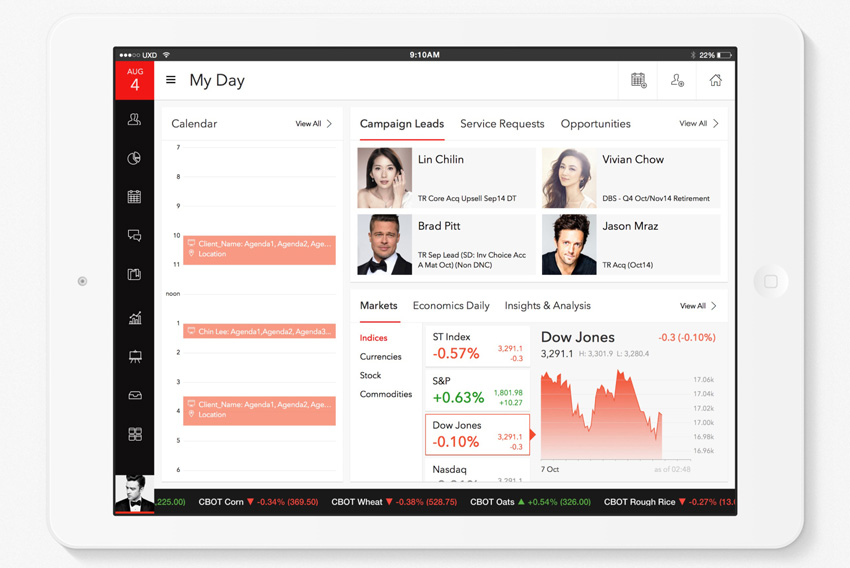 UXD
9:10AM
22%
AUG
4
My Day
Calendar
View All
7
8
9
10
Client_Name: Agenda1, Agenda2, Age...
Location
11
noon
1
Chin Lee: Agenda1,Agenda2, Agenda3...
2
3
4
Client_Name: Agenda1, Agenda2, Age...
Location
5
6
Campaign Leads
Service Requests
Opportunities
View All
Lin Chilin
TR Core Acq Upsell Sep14 DT
Vivian Chow
DBS - Q4 Oct/Nov14 Retirement
Brad Pitt
TR Sep Lead (SD: Inv Choice Acc
A Mat Oct) (Non DNC)
Jason Mraz
TR Acq (Oct14)
Markets
Economics Daily
Insights & Analysis
View All
Indices
Currencies
Stock
Commodities
ST Index
-0.57%
3,291.1
-0.3
S&P
+0.63%
1,801.98
+10.27
Dow Jones
-0.10%
3,291.1
-0.3
Nasdaq
Dow Jones
-0.3 (-0.10%)
3,291.1 H: 3,301.9 L: 3,280.4
17.06k
17.04k
17.02k
17.00k
16.98k
16.96k
7 Oct
as of 02:48
,225.00) CBOT Corn ▼ -0.34% (369.50) CBOT Wheat ▼ -0.38% (528.75) CBOT Oats ▲ +0.54% (326.00) CBOT Rough Rice ▼ -0.27% (13.0